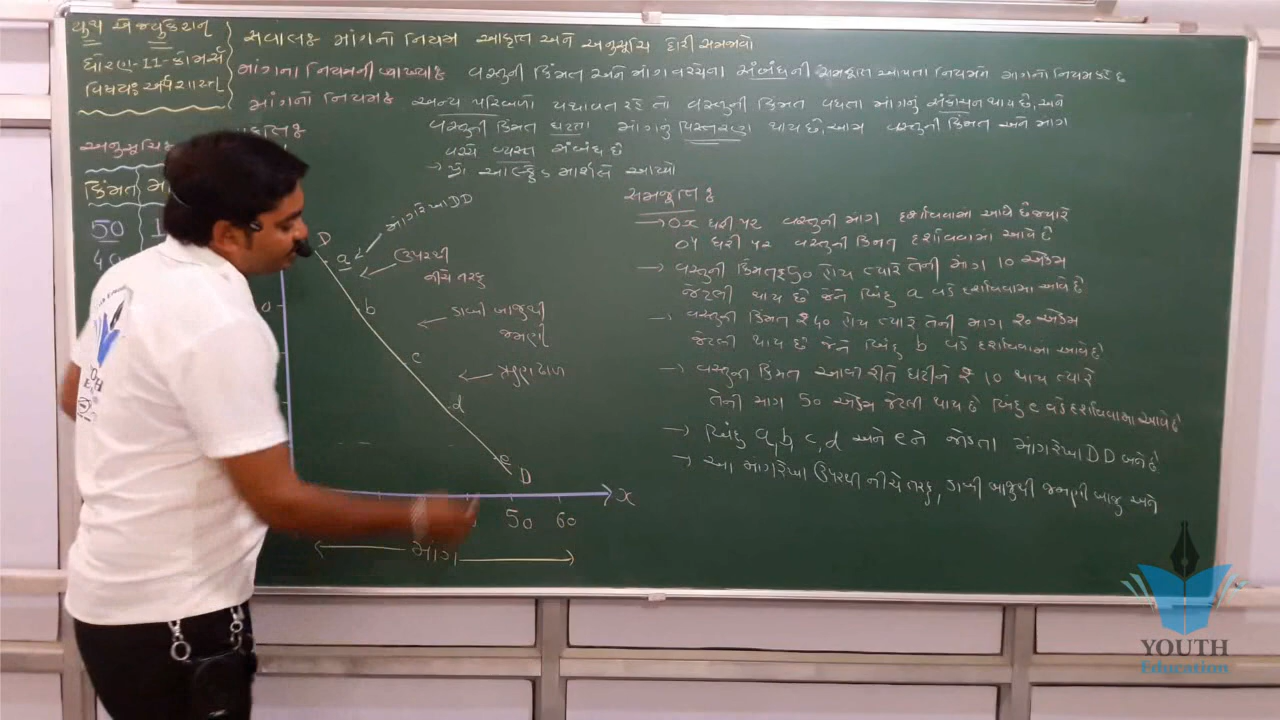 યુથ એજ્યુકેશન
ધોરણ-11-કોમર્સ
વિષયઃ અર્થશાસ્ત્ર
સવાલઃ માંગનો નિયમ આકૃતિ અને અનુસૂચિ દોરી સમજાવો
માંગના નિયમની વ્યાખ્યાઃ વસ્તુની કિંમત અને માંગ વચ્ચેના સંબંધની સમજૂતિ આપતા નિયમને માંગનો નિયમ કહે છે
માંગનો નિયમઃ અન્ય પરિબળો યથાવત રહે તો વસ્તુની કિંમત વધતા માંગનું સંકોચન થાય છે, અને
વસ્તુની કિંમત ઘટતા માંગનું વિસ્તરણ થાય છે, આમ વસ્તુની કિંમત અને માંગ
વચ્ચે વ્યસ્ત સંબંધ છે
→ પ્રો આલ્ફ્રેડ માર્શલે આપ્યો
અનુસૂચિઃ
કિંમત
50
40
D
a
માંગરેખા DD
ઉપરથી
નીચે તરફ
b
ડાબી બાજુથી
જમણી
c
ઋણ ઢાળ
d
e
D
X
50 60
માંગ
સમજૂતિઃ
→ OX ધરી પર વસ્તુની માંગ દર્શાવવામાં આવે છે જ્યારે
OY ધરી પર વસ્તુની કિંમત દર્શાવવામાં આવે છે
→ વસ્તુની કિંમત ₹ 50 હોય ત્યારે તેની માંગ 10 એકમ
જેટલી થાય છે જેને બિંદુ a વડે દર્શાવવામાં આવે છે
→ વસ્તુની કિંમત ₹ 40 હોય ત્યારે તેની માંગ 20 એકમ
જેટલી થાય છે જેને બિંદુ b વડે દર્શાવવામાં આવે છે
→ વસ્તુની કિંમત આવી રીતે ઘટીને ₹ 10 થાય ત્યારે
તેની માંગ 50 એકમ જેટલી થાય છે બિંદુ e વડે દર્શાવવામાં આવે છે
→ બિંદુ a, b, c, d અને e ને જોડતા માંગરેખા DD બને છે
→ આ માંગરેખા ઉપરથી નીચે તરફ, ડાબી બાજુથી જમણી બાજુ અને
YOUTH
Education